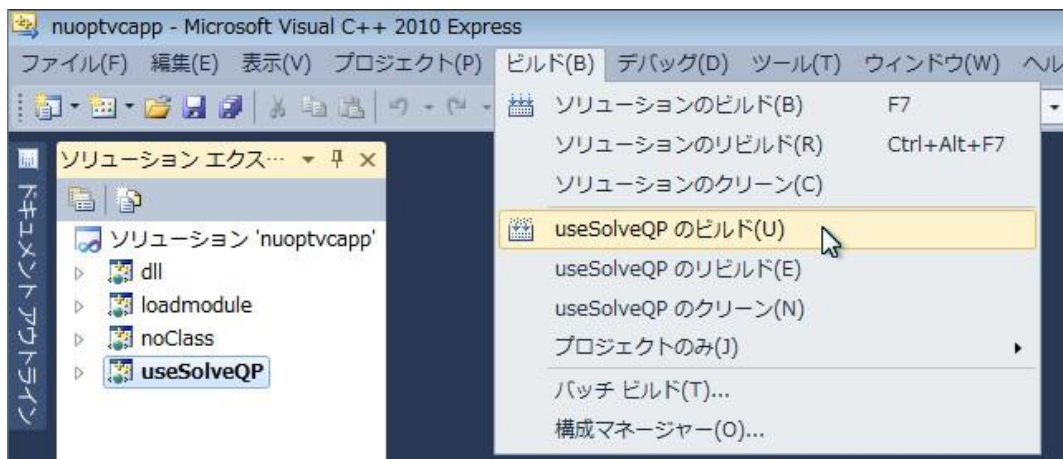 nuoptvcapp - Microsoft Visual C++ 2010 Express
ファイル(F) 編集(E) 表示(V) プロジェクト(P) ビルド(B) デバッグ(D) ツール(T) ウィンドウ(W) ヘル
ソリューション エクス…
ドキュメント アウトライン
ソリューション 'nuoptvcapp'
dll
loadmodule
noClass
useSolveQP
ソリューションのビルド(B) F7
ソリューションのリビルド(R) Ctrl+Alt+F7
ソリューションのクリーン(C)
useSolveQP のビルド(U)
useSolveQP のリビルド(E)
useSolveQP のクリーン(N)
プロジェクトのみ(J)
バッチ ビルド(T)...
構成マネージャー(O)...